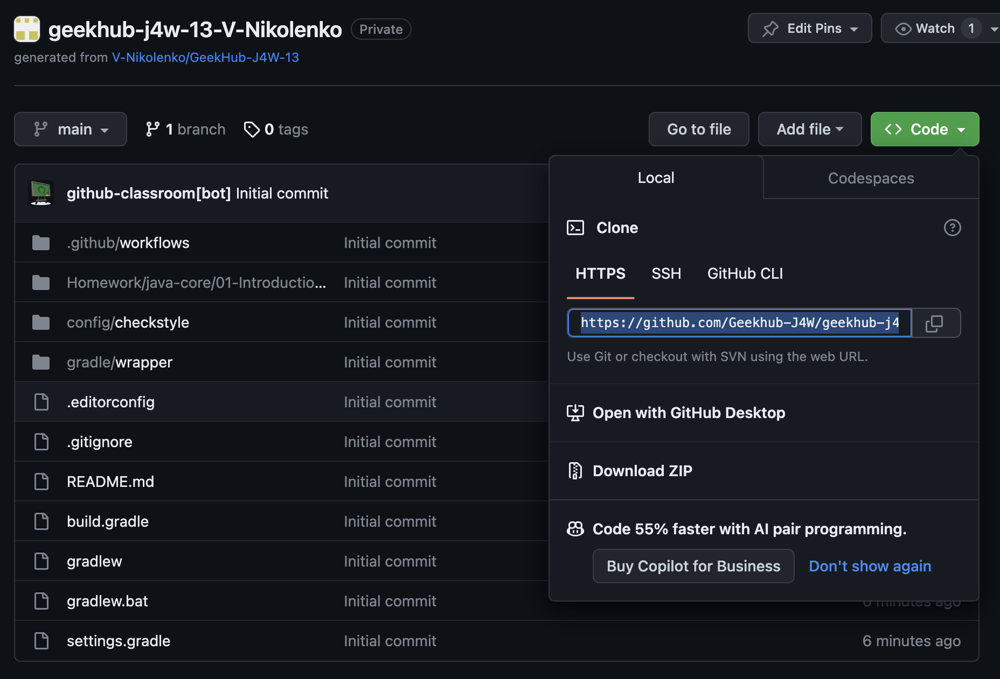 geekhub-j4w-13-V-Nikolenko Private
Edit Pins
Watch 1
generated from V-Nikolenko/GeekHub-J4W-13
main
1 branch
0 tags
Go to file
Add file
Code
github-classroom[bot] Initial commit
.github/workflows Initial commit
Homework/java-core/01-Introductio... Initial commit
config/checkstyle Initial commit
gradle/wrapper Initial commit
.editorconfig Initial commit
.gitignore Initial commit
README.md Initial commit
build.gradle Initial commit
gradlew Initial commit
gradlew.bat Initial commit 6 minutes ago
settings.gradle Initial commit 6 minutes ago
Local
Codespaces
Clone
HTTPS SSH GitHub CLI
https://github.com/Geekhub-J4W/geekhub-j4
Use Git or checkout with SVN using the web URL.
Open with GitHub Desktop
Download ZIP
Code 55% faster with AI pair programming.
Buy Copilot for Business
Don't show again